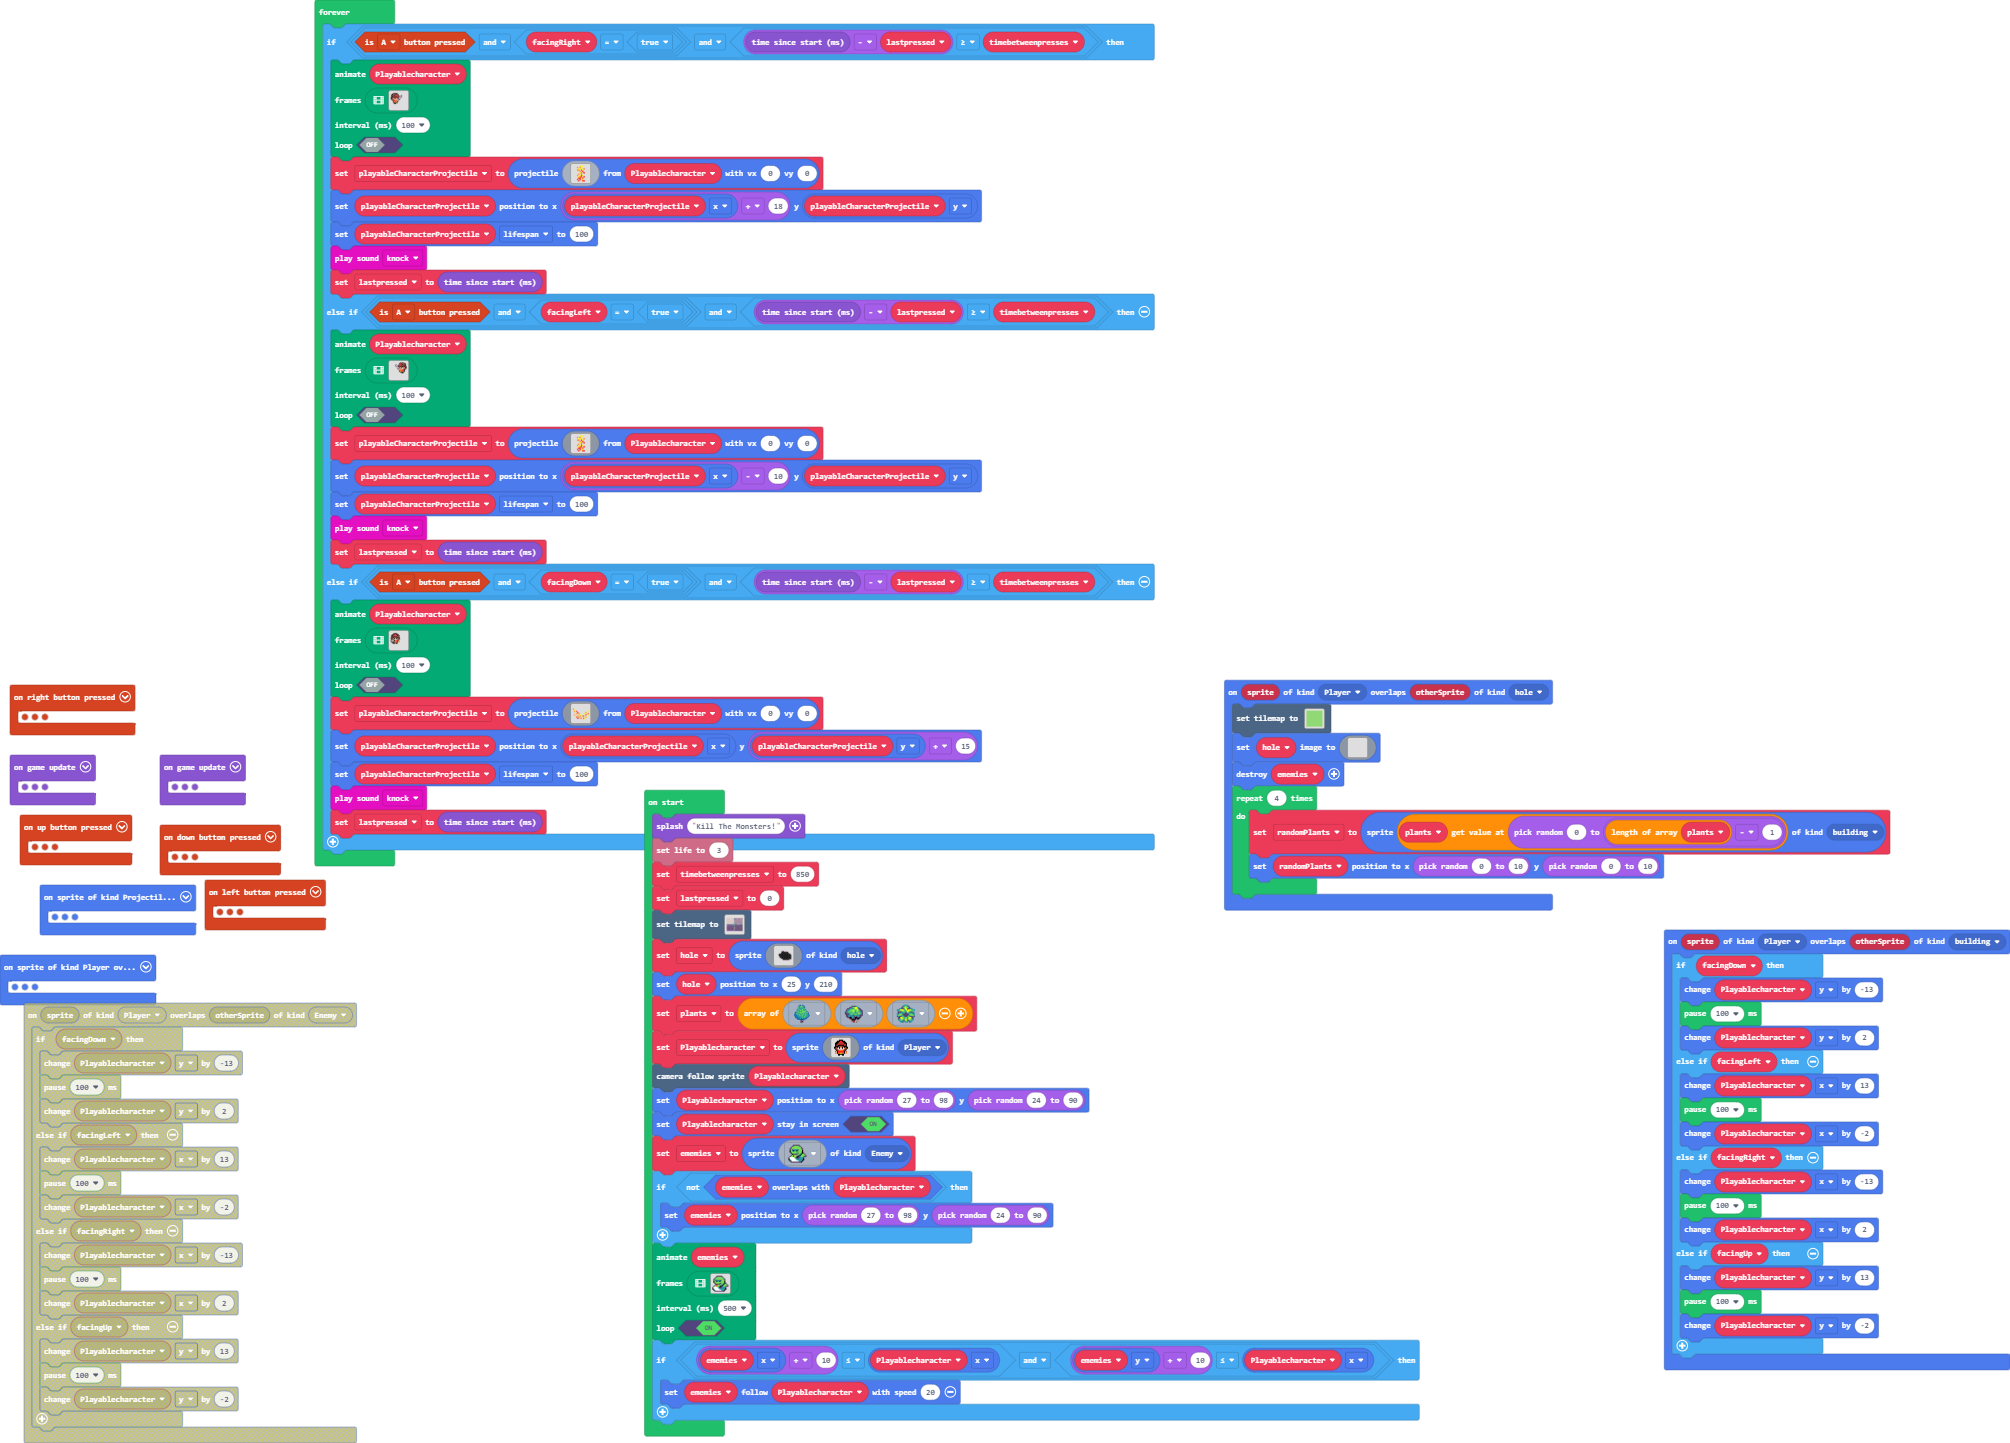 forever
if is A button pressed and facingRight = true and time since start (ms) - lastpressed ≥ timebetweenpresses then
animate Playablecharacter
frames
interval (ms) 100
loop OFF
set playableCharacterProjectile to projectile from Playablecharacter with vx 0 vy 0
set playableCharacterProjectile position to x playableCharacterProjectile x + 18 y playableCharacterProjectile y
set playableCharacterProjectile lifespan to 100
play sound knock
set lastpressed to time since start (ms)
else if is A button pressed and facingLeft = true and time since start (ms) - lastpressed ≥ timebetweenpresses then
animate Playablecharacter
frames
interval (ms) 100
loop OFF
set playableCharacterProjectile to projectile from Playablecharacter with vx 0 vy 0
set playableCharacterProjectile position to x playableCharacterProjectile x - 10 y playableCharacterProjectile y
set playableCharacterProjectile lifespan to 100
play sound knock
set lastpressed to time since start (ms)
else if is A button pressed and facingDown = true and time since start (ms) - lastpressed ≥ timebetweenpresses then
animate Playablecharacter
frames
interval (ms) 100
loop OFF
set playableCharacterProjectile to projectile from Playablecharacter with vx 0 vy 0
set playableCharacterProjectile position to x playableCharacterProjectile x y playableCharacterProjectile y + 15
set playableCharacterProjectile lifespan to 100
play sound knock
set lastpressed to time since start (ms)
on right button pressed
on game update
on game update
on up button pressed
on down button pressed
on sprite of kind Projectil...
on left button pressed
on sprite of kind Player ov...
on sprite of kind Player overlaps otherSprite of kind Enemy
if facingDown then
change Playablecharacter y by -13
pause 100 ms
change Playablecharacter y by 2
else if facingLeft then
change Playablecharacter x by 13
pause 100 ms
change Playablecharacter x by -2
else if facingRight then
change Playablecharacter x by -13
pause 100 ms
change Playablecharacter x by 2
else if facingUp then
change Playablecharacter y by 13
pause 100 ms
change Playablecharacter y by -2
on start
splash "Kill The Monsters!"
set life to 3
set timebetweenpresses to 850
set lastpressed to 0
set tilemap to
set hole to sprite of kind hole
set hole position to x 25 y 210
set plants to array of
set Playablecharacter to sprite of kind Player
camera follow sprite Playablecharacter
set Playablecharacter position to x pick random 27 to 98 y pick random 24 to 90
set Playablecharacter stay in screen ON
set enemies to sprite of kind Enemy
if not enemies overlaps with Playablecharacter then
set enemies position to x pick random 27 to 98 y pick random 24 to 90
animate enemies
frames
interval (ms) 500
loop ON
if enemies x + 10 ≤ Playablecharacter x and enemies y + 10 ≤ Playablecharacter x then
set enemies follow Playablecharacter with speed 20
on sprite of kind Player overlaps otherSprite of kind hole
set tilemap to
set hole image to
destroy enemies
repeat 4 times
do set randomPlants to sprite plants get value at pick random 0 to length of array plants - 1 of kind building
set randomPlants position to x pick random 0 to 10 y pick random 0 to 10
on sprite of kind Player overlaps otherSprite of kind building
if facingDown then
change Playablecharacter y by -13
pause 100 ms
change Playablecharacter y by 2
else if facingLeft then
change Playablecharacter x by 13
pause 100 ms
change Playablecharacter x by -2
else if facingRight then
change Playablecharacter x by -13
pause 100 ms
change Playablecharacter x by 2
else if facingUp then
change Playablecharacter y by 13
pause 100 ms
change Playablecharacter y by -2